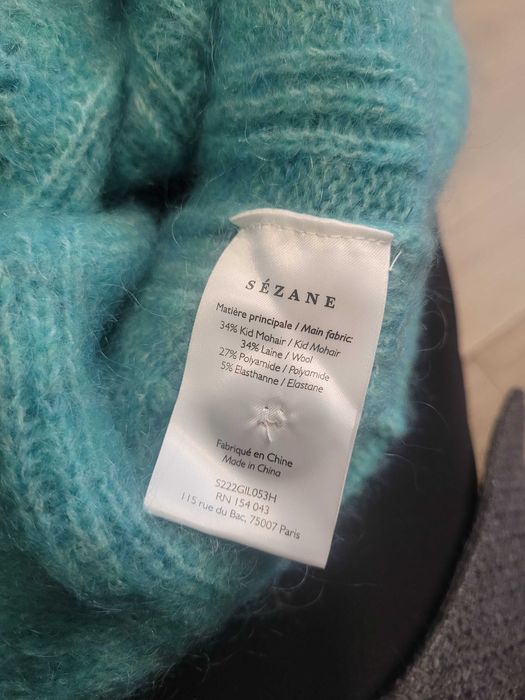 SÉZANE
Matière principale / Main fabric:
34% Kid Mohair / Kid Mohair
34% Laine / Wool
27% Polyamide / Polyamide
5% Elasthanne / Elastane
Fabriqué en Chine
Made in China
S222GIL053H
RN 154 043
115 rue du Bac, 75007 Paris